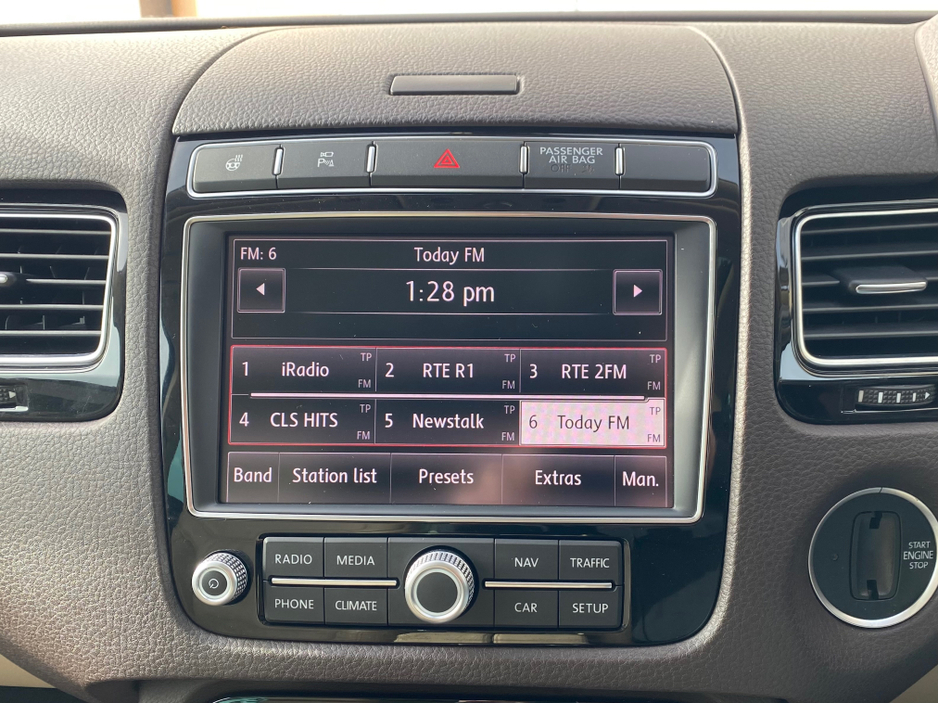 PASSENGER
AIR BAG
FM: 6 Today FM
1:28 pm
1 iRadio TP FM 2 RTE R1 TP FM 3 RTE 2FM TP FM
4 CLS HITS TP FM 5 Newstalk TP FM 6 Today FM TP FM
Band Station list Presets Extras Man.
RADIO MEDIA NAV TRAFFIC
PHONE CLIMATE CAR SETUP
START
ENGINE
STOP